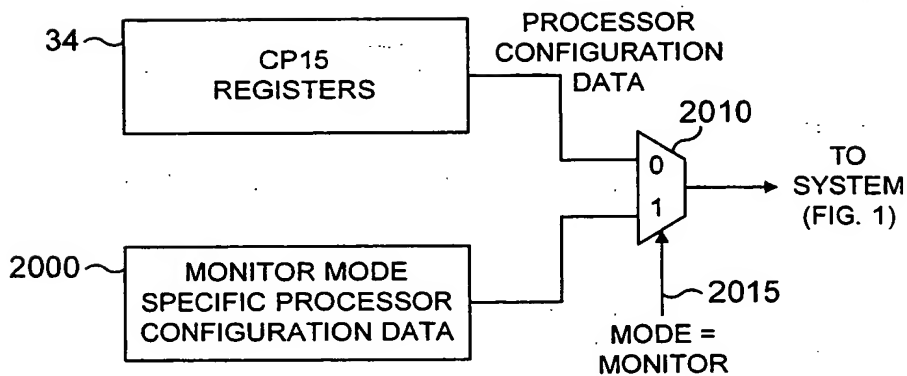 34
CP15
REGISTERS
PROCESSOR
CONFIGURATION
DATA
2010
0
1
TO
SYSTEM
(FIG. 1)
2000
MONITOR MODE
SPECIFIC PROCESSOR
CONFIGURATION DATA
2015
MODE =
MONITOR